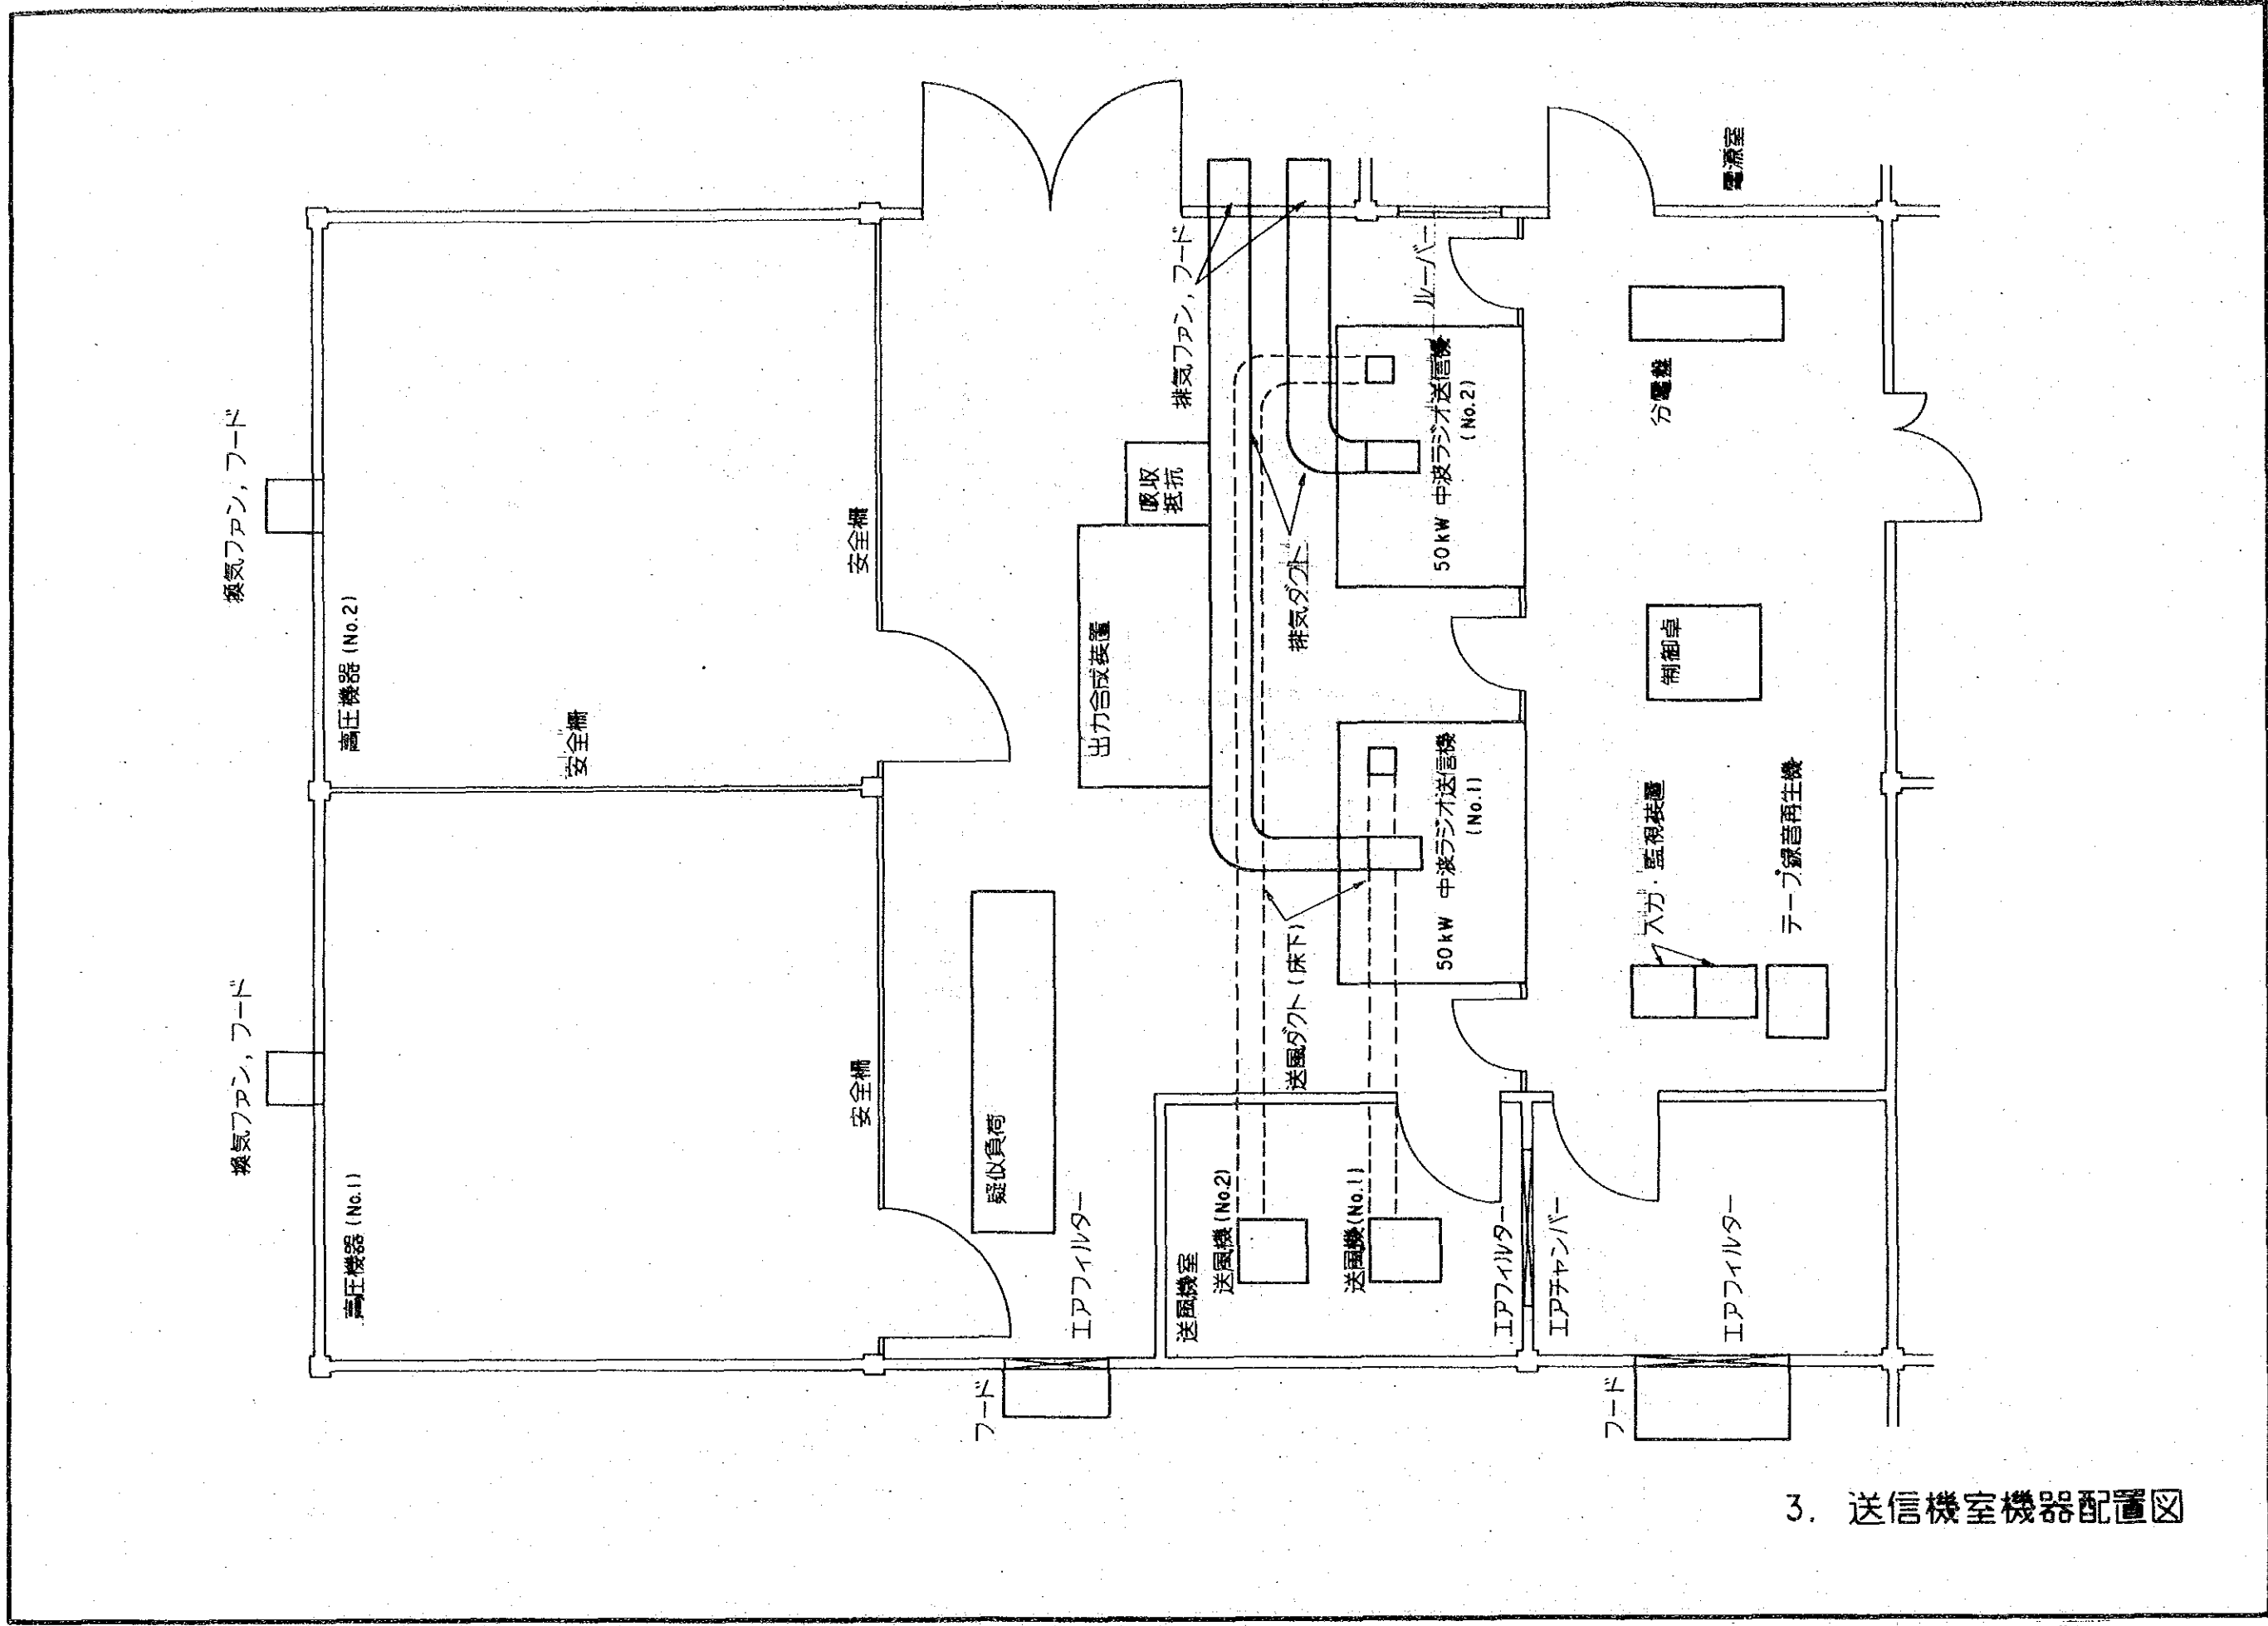 換気ファン, フード
換気ファン, フード
高圧機器 (No.1)
高圧機器 (No.2)
安全柵
安全柵
安全柵
疑似負荷
出力合成装置
吸収
抵抗
排気ファン, フード
フード
エアフィルター
送風機室
送風機 (No.2)
送風機 (No.1)
送風ダクト (床下)
排気ダクト
ルーバー
50kW 中波ラジオ送信機
(No.1)
50kW 中波ラジオ送信機
(No.2)
エアフィルター
エアチャンバー
フード
エアフィルター
入力・監視装置
テープ録音再生機
制御卓
分電盤
電源室
3. 送信機室機器配置図